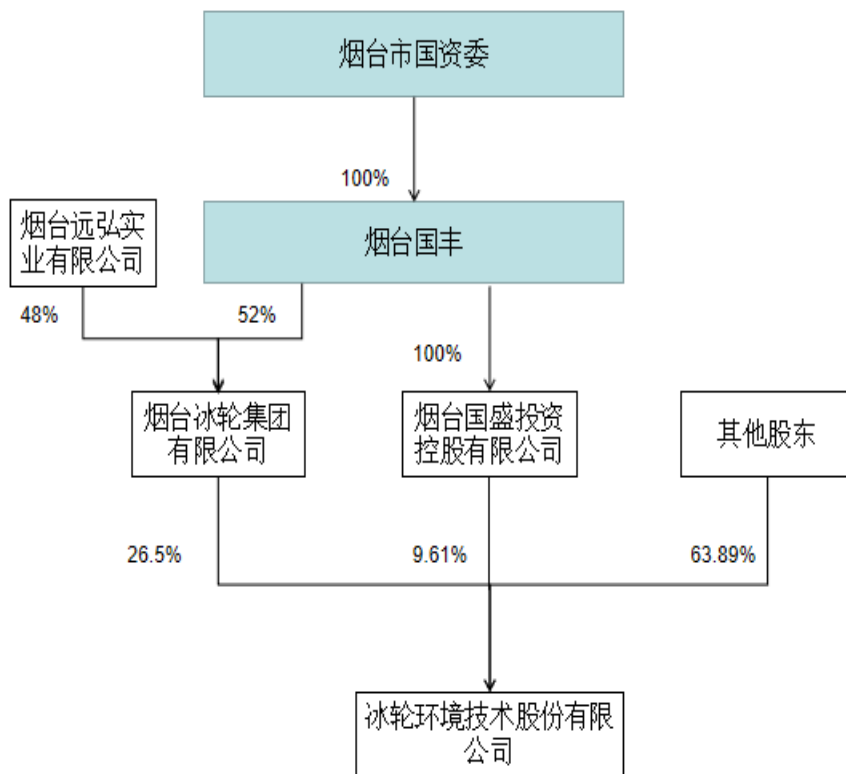 烟台市国资委
100%
烟台远弘实
业有限公司
烟台国丰
48%
52%
100%
烟台冰轮集团
有限公司
烟台国盛投资
控股有限公司
其他股东
26.5%
9.61%
63.89%
冰轮环境技术股份有限
公司